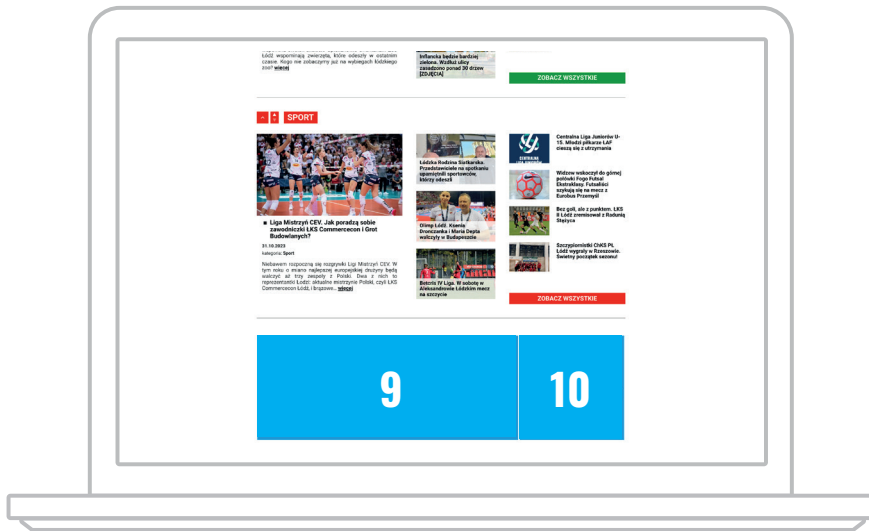 Łódź wspominają zwierzęta, które odeszły w ostatnim
czasie. Kogo nie zobaczymy już na wybiegach łódzkiego
zoo? więcej
Inflancka będzie bardziej
zielona. Wzdłuż ulicy
zasadzono ponad 30 drzew
[ZDJĘCIA]
ZOBACZ WSZYSTKIE
SPORT
Liga Mistrzyń CEV. Jak poradzą sobie
zawodniczki ŁKS Commercecon i Grot
Budowlanych?
31.10.2023
kategoria: Sport
Niebawem rozpoczną się rozgrywki Ligi Mistrzyń CEV. W
tym roku o miano najlepszej europejskiej drużyny będą
walczyć aż trzy zespoły z Polski. Dwa z nich to
reprezentantki Łodzi: aktualne mistrzynie Polski, czyli ŁKS
Commercecon Łódź, i brązowe... więcej
Łódzka Rodzina Siatkarska.
Przedstawiciele na spotkaniu
upamiętnili sportowców,
którzy odeszli
Olimp Łódź. Ksenia
Dronczanka i Maria Depta
walczyły w Budapeszcie
Betcris IV Liga. W sobotę w
Aleksandrowie Łódzkim mecz
na szczycie
CENTRALNA
Centralna Liga Juniorów U-
15. Młodzi piłkarze LAF
cieszą się z utrzymania
Widzew wskoczył do górnej
połówki Fogo Futsal
Ekstraklasy. Futsaliści
szykują się na mecz z
Eurobus Przemyśl
Bez goli, ale z punktem. ŁKS
II Łódź zremisował z Radunią
Stężyca
Szczypiornistki ChKS PŁ
Łódź wygrały w Rzeszowie.
Świetny początek sezonu!
ZOBACZ WSZYSTKIE
9
10